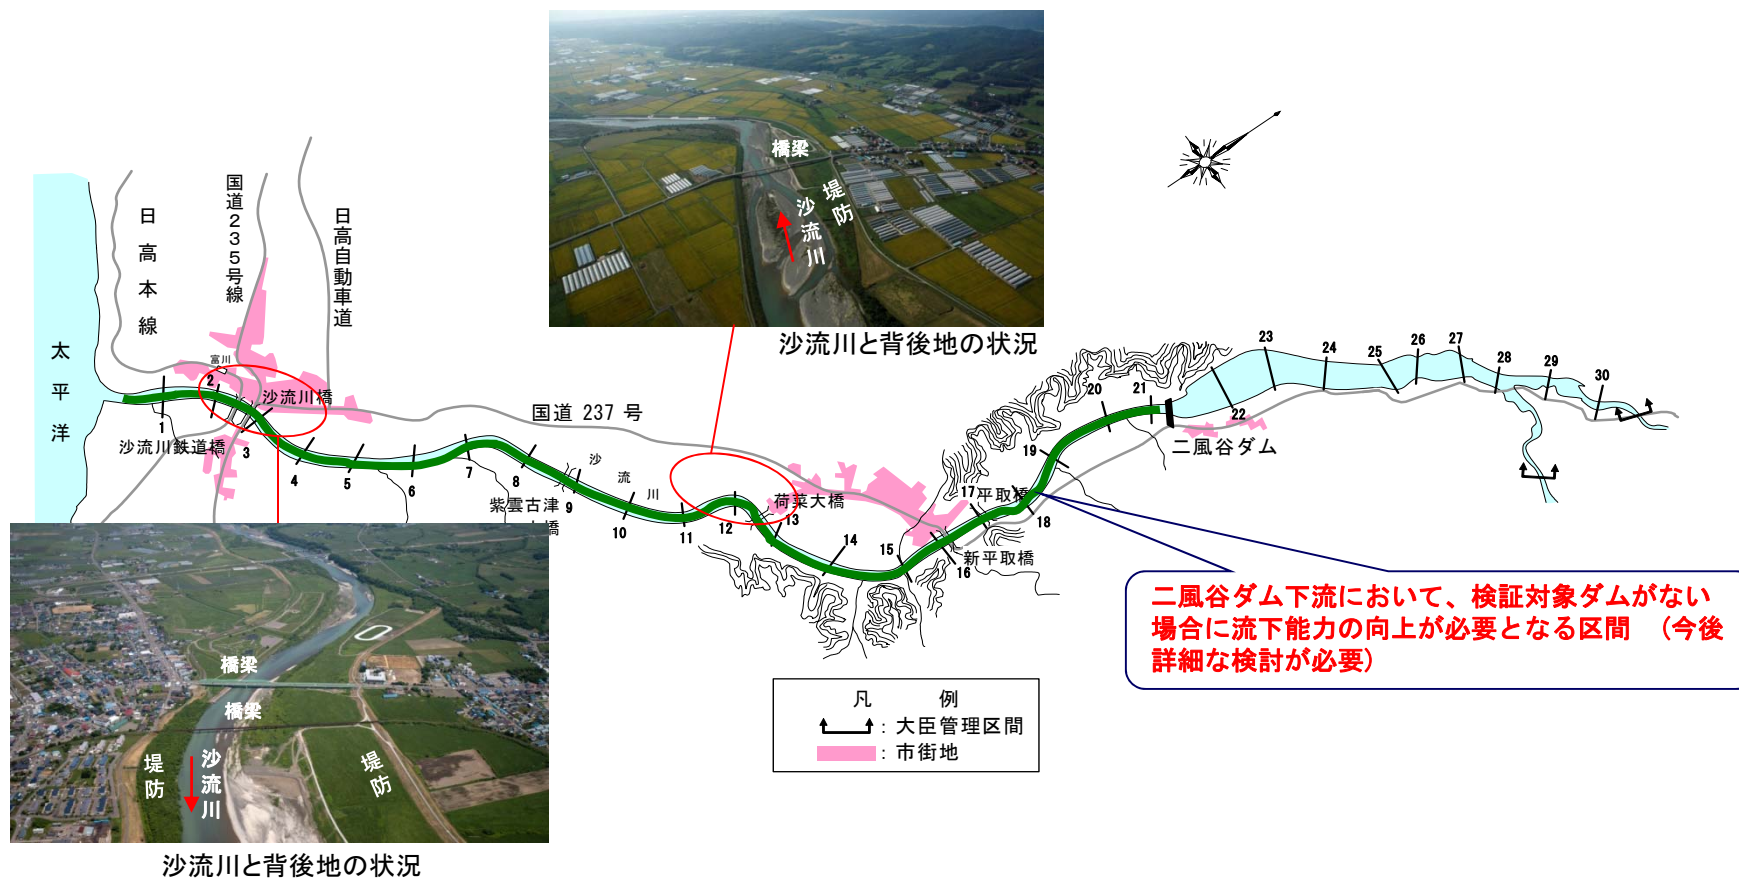 橋梁
堤防
沙流川
沙流川と背後地の状況
日高本線
国道235号線
日高自動車道
太平洋
富川
沙流川橋
沙流川鉄道橋
国道 237 号
沙流川
紫雲古津
橋
荷菜大橋
平取橋
新平取橋
二風谷ダム
1
2
3
4
5
6
7
8
9
10
11
12
13
14
15
16
17
18
19
20
21
22
23
24
25
26
27
28
29
30
二風谷ダム下流において、検証対象ダムがない
場合に流下能力の向上が必要となる区間　（今後
詳細な検討が必要）
凡　例
：大臣管理区間
：市街地
橋梁
橋梁
堤防
沙流川
堤防
沙流川と背後地の状況